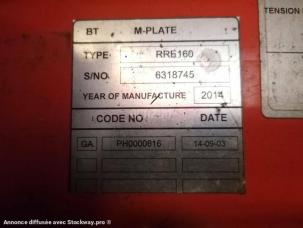 BT M-PLATE
TENSION
TYPE RRE160
S/NO 6318745
YEAR OF MANUFACTURE 2014
CODE NO DATE
GA PH0000616 14-09-03
Annonce diffusée avec Stockway.pro ®